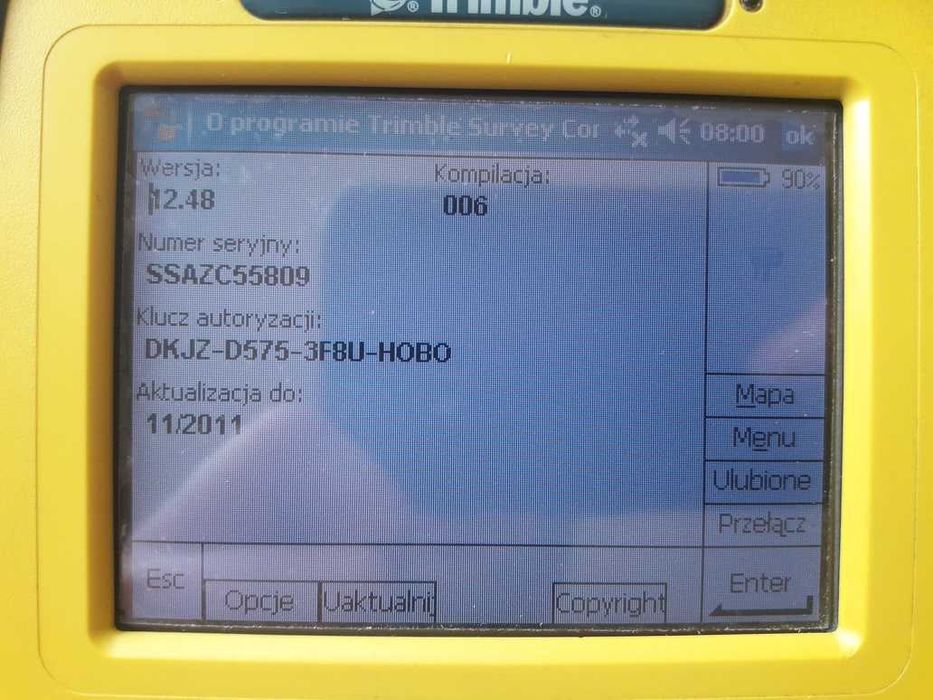 Trimble
O programie Trimble Survey Cor 08:00 ok
Wersja: Kompilacja:
12.48 006
90%
Numer seryjny:
SSAZC55809
Klucz autoryzacji:
DKJZ-D575-3F8U-HOBO
Aktualizacja do:
11/2011
Mapa
Menu
Ulubione
Przełącz
Esc Opcje Uaktualnij Copyright Enter